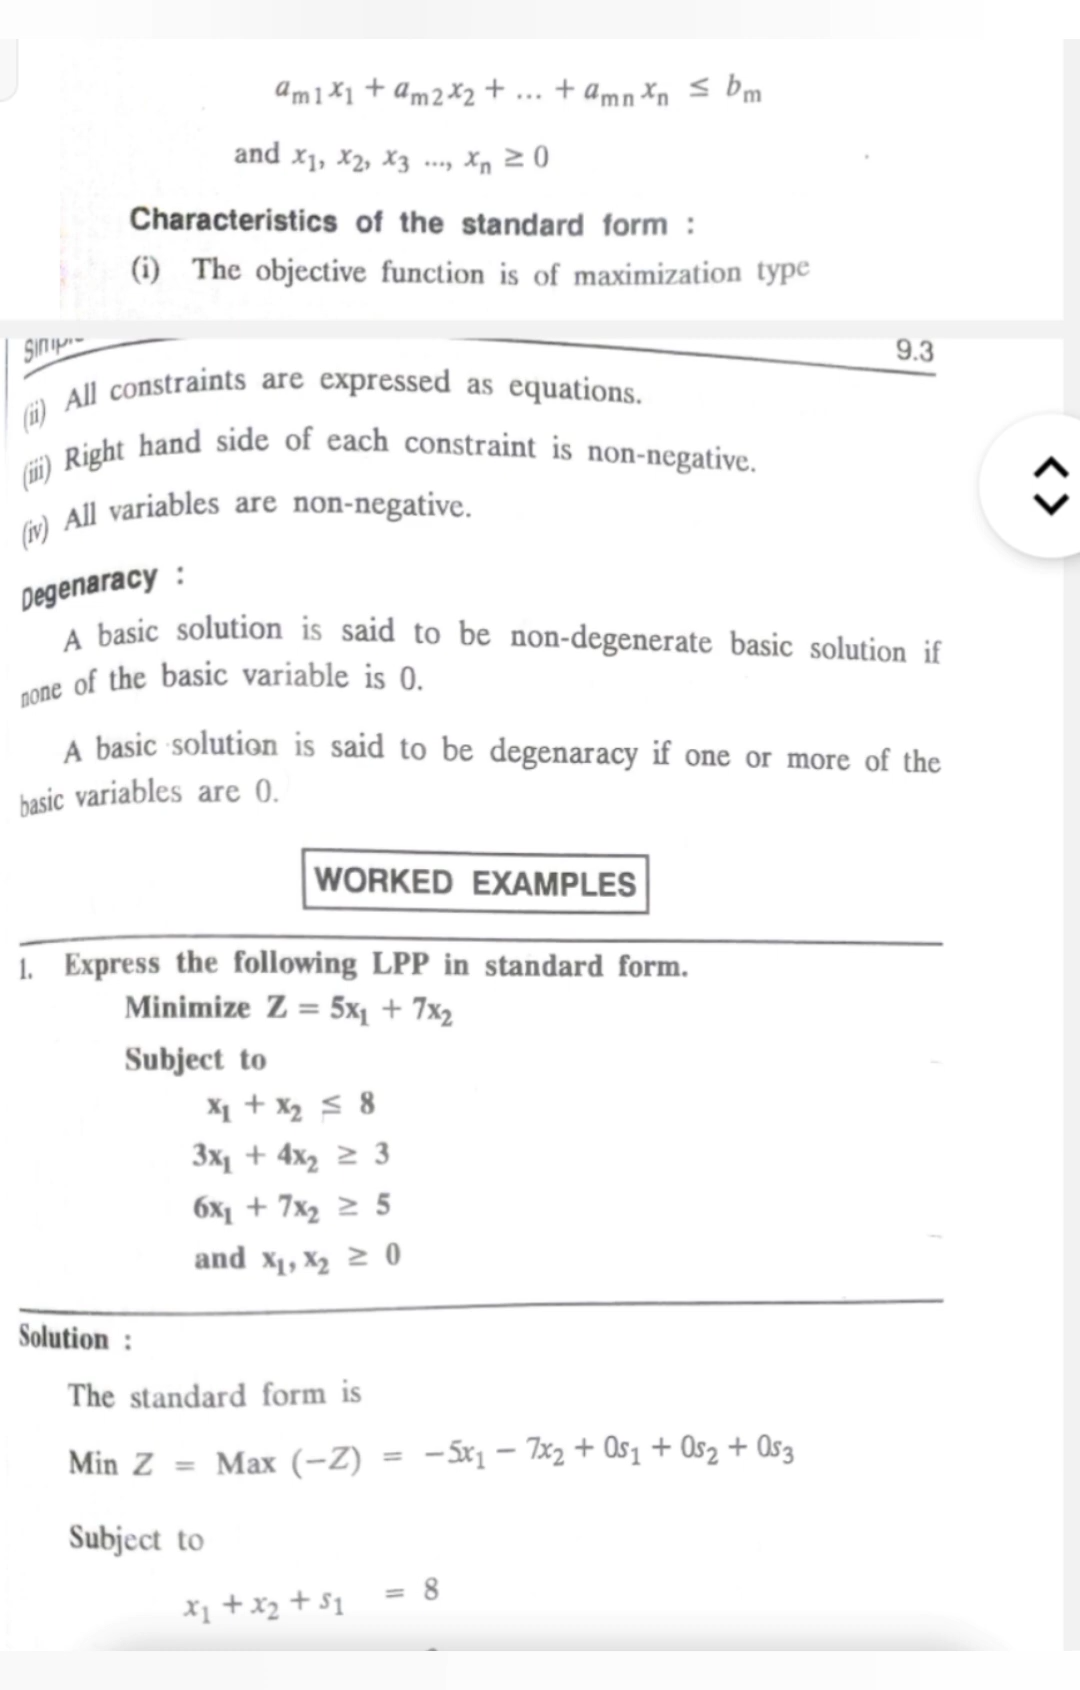 am1x1 + am2x2 + ... + amn xn ≤ bm
and x1, x2, x3 ..., xn ≥ 0
Characteristics of the standard form :
(i) The objective function is of maximization type
9.3
(ii) All constraints are expressed as equations.
(iii) Right hand side of each constraint is non-negative.
(iv) All variables are non-negative.
Degenaracy :
A basic solution is said to be non-degenerate basic solution if
none of the basic variable is 0.
A basic solution is said to be degenaracy if one or more of the
basic variables are 0.
WORKED EXAMPLES
1. Express the following LPP in standard form.
Minimize Z = 5x1 + 7x2
Subject to
x1 + x2 ≤ 8
3x1 + 4x2 ≥ 3
6x1 + 7x2 ≥ 5
and x1, x2 ≥ 0
Solution :
The standard form is
Min Z = Max (−Z) = −5x1 − 7x2 + 0s1 + 0s2 + 0s3
Subject to
x1 + x2 + s1 = 8